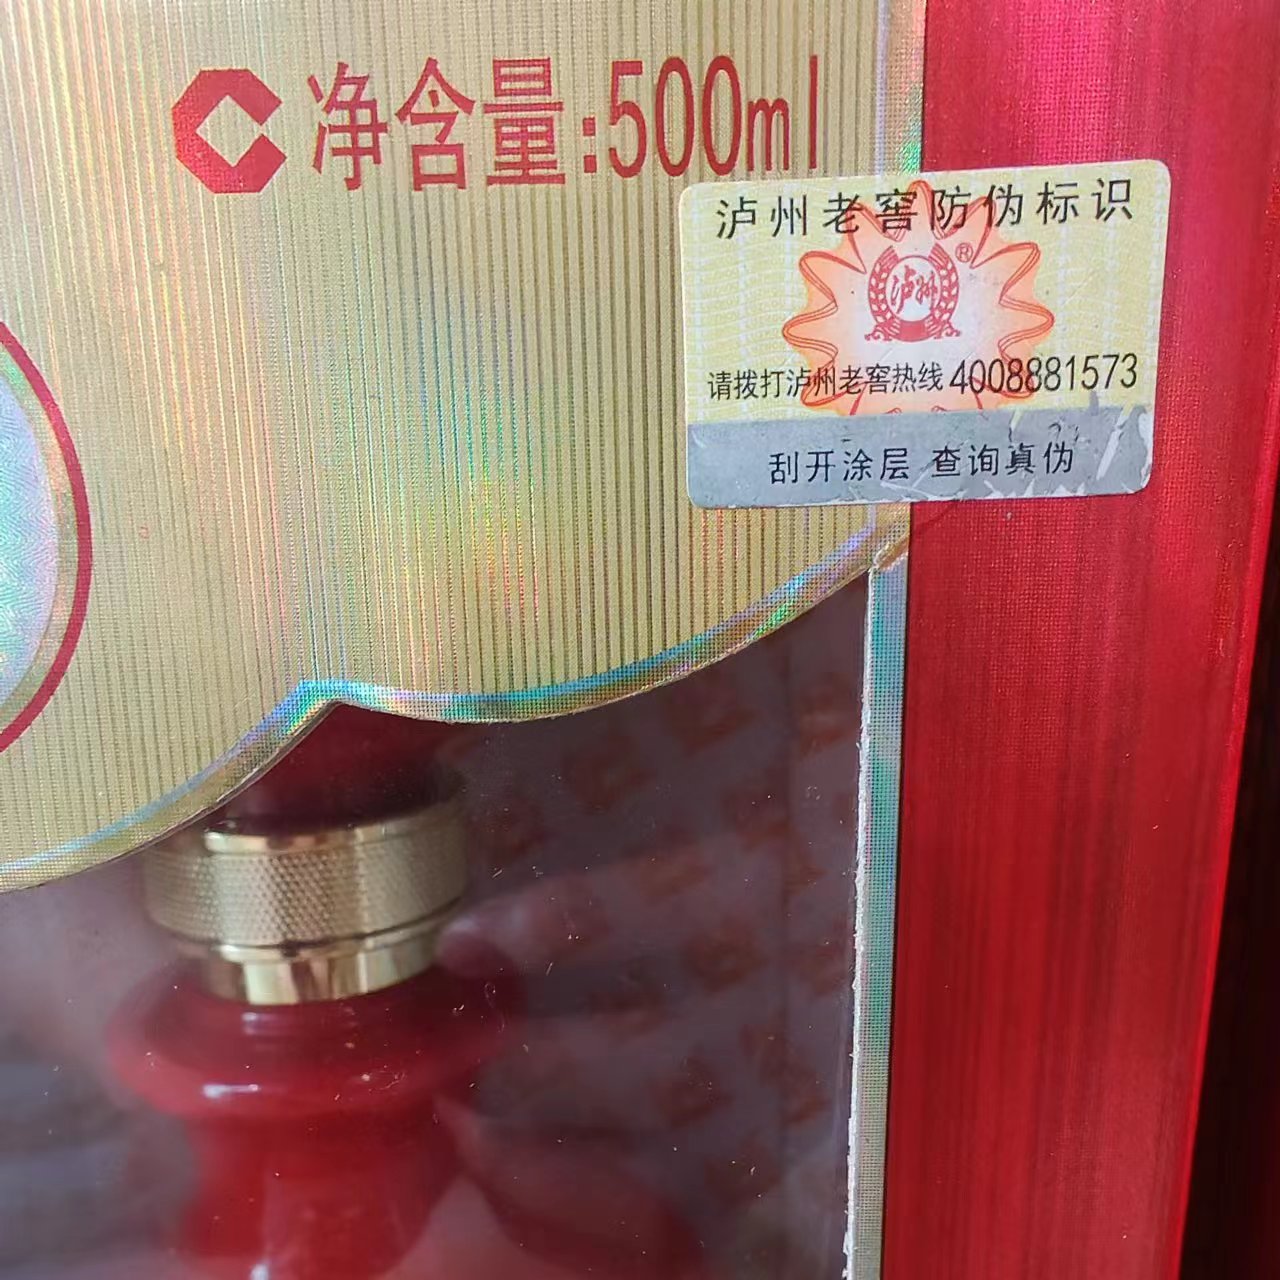 净含量:500ml
泸州老窖防伪标识
泸州
®
请拨打泸州老窖热线4008881573
刮开涂层 查询真伪